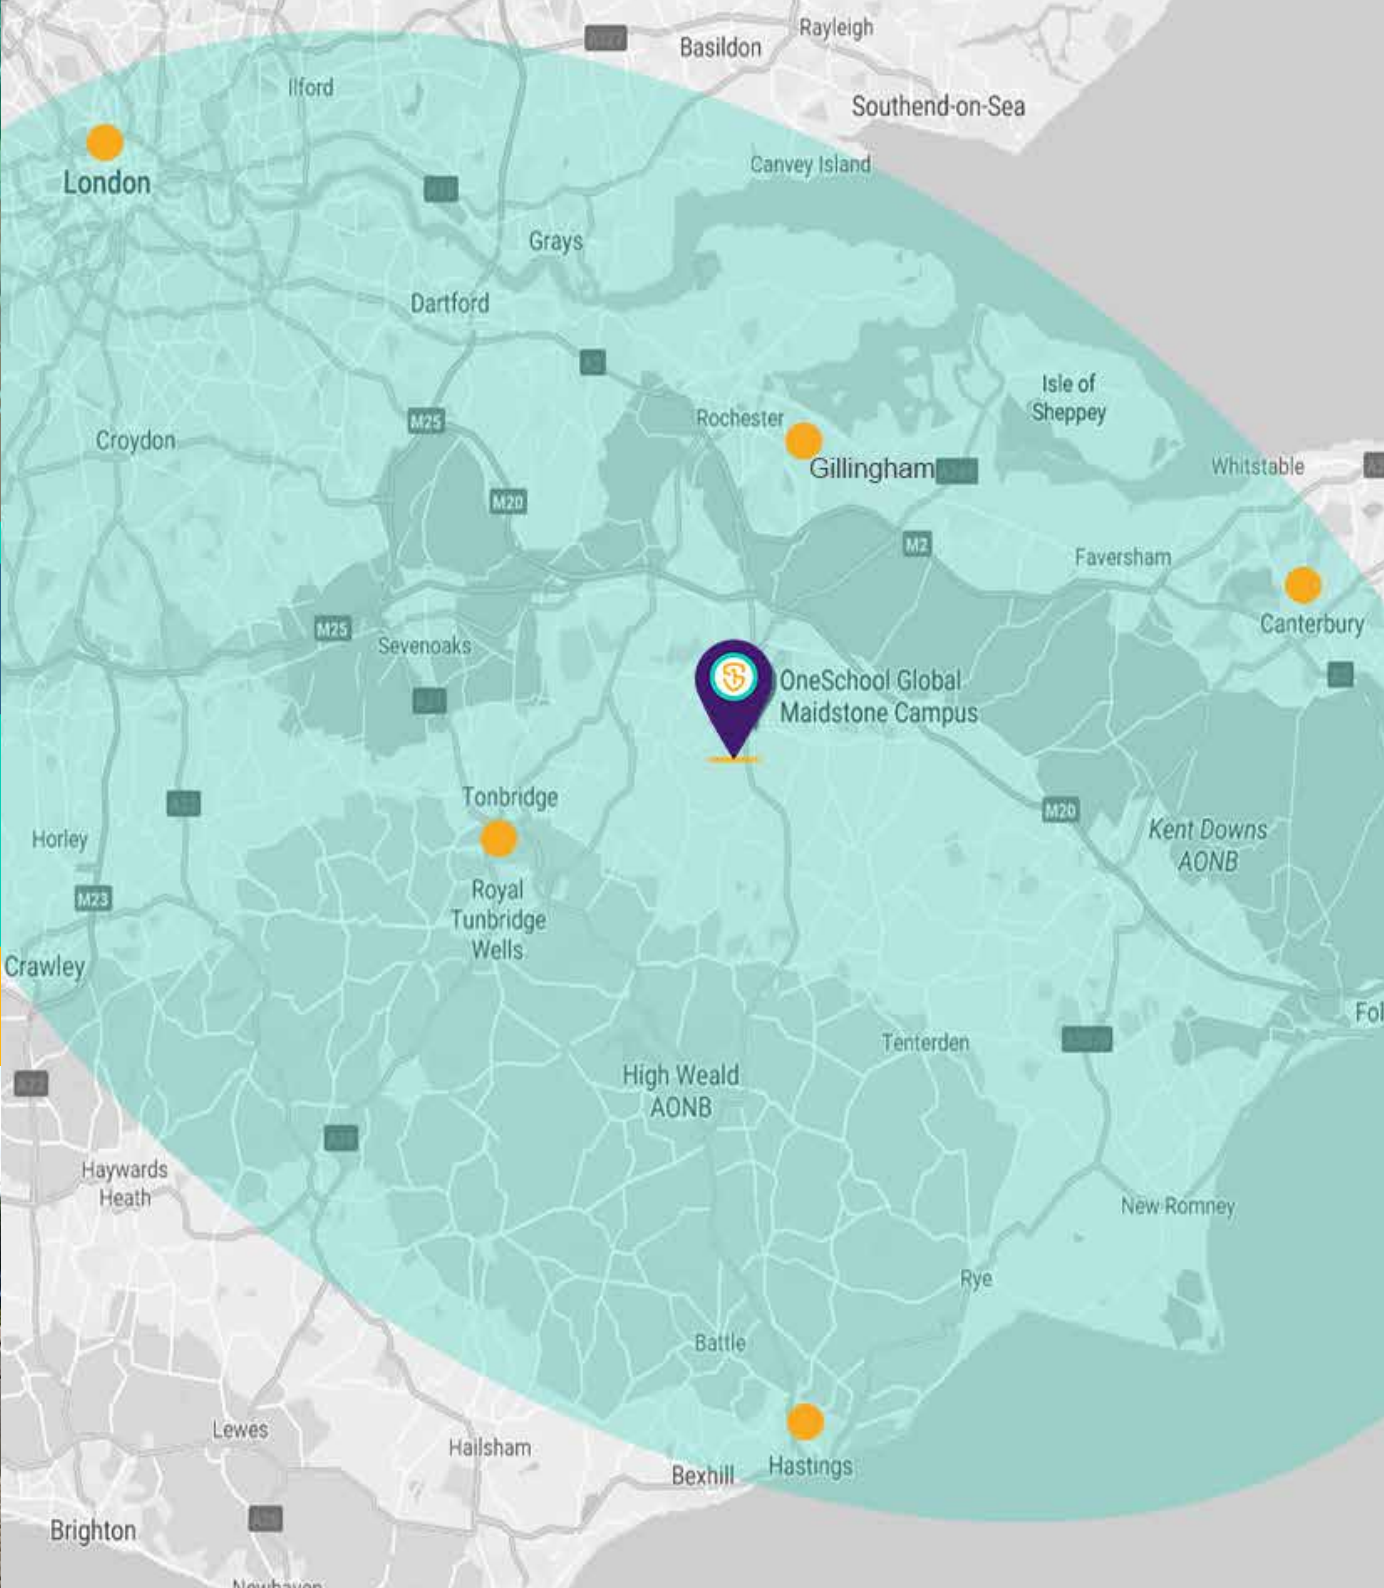 Rayleigh
Basildon
Ilford
Southend-on-Sea
Canvey Island
London
Grays
Dartford
Isle of
Sheppey
Rochester
M25
Croydon
Gillingham
Whitstable
M20
M2
Faversham
Canterbury
M25
Sevenoaks
OneSchool Global
Maidstone Campus
Tonbridge
M20
Horley
Kent Downs
AONB
Royal
Tunbridge
Wells
M23
Crawley
Fol
Tenterden
High Weald
AONB
Haywards
Heath
New Romney
Rye
Battle
Lewes
Hailsham
Hastings
Bexhill
Brighton
Newhaven